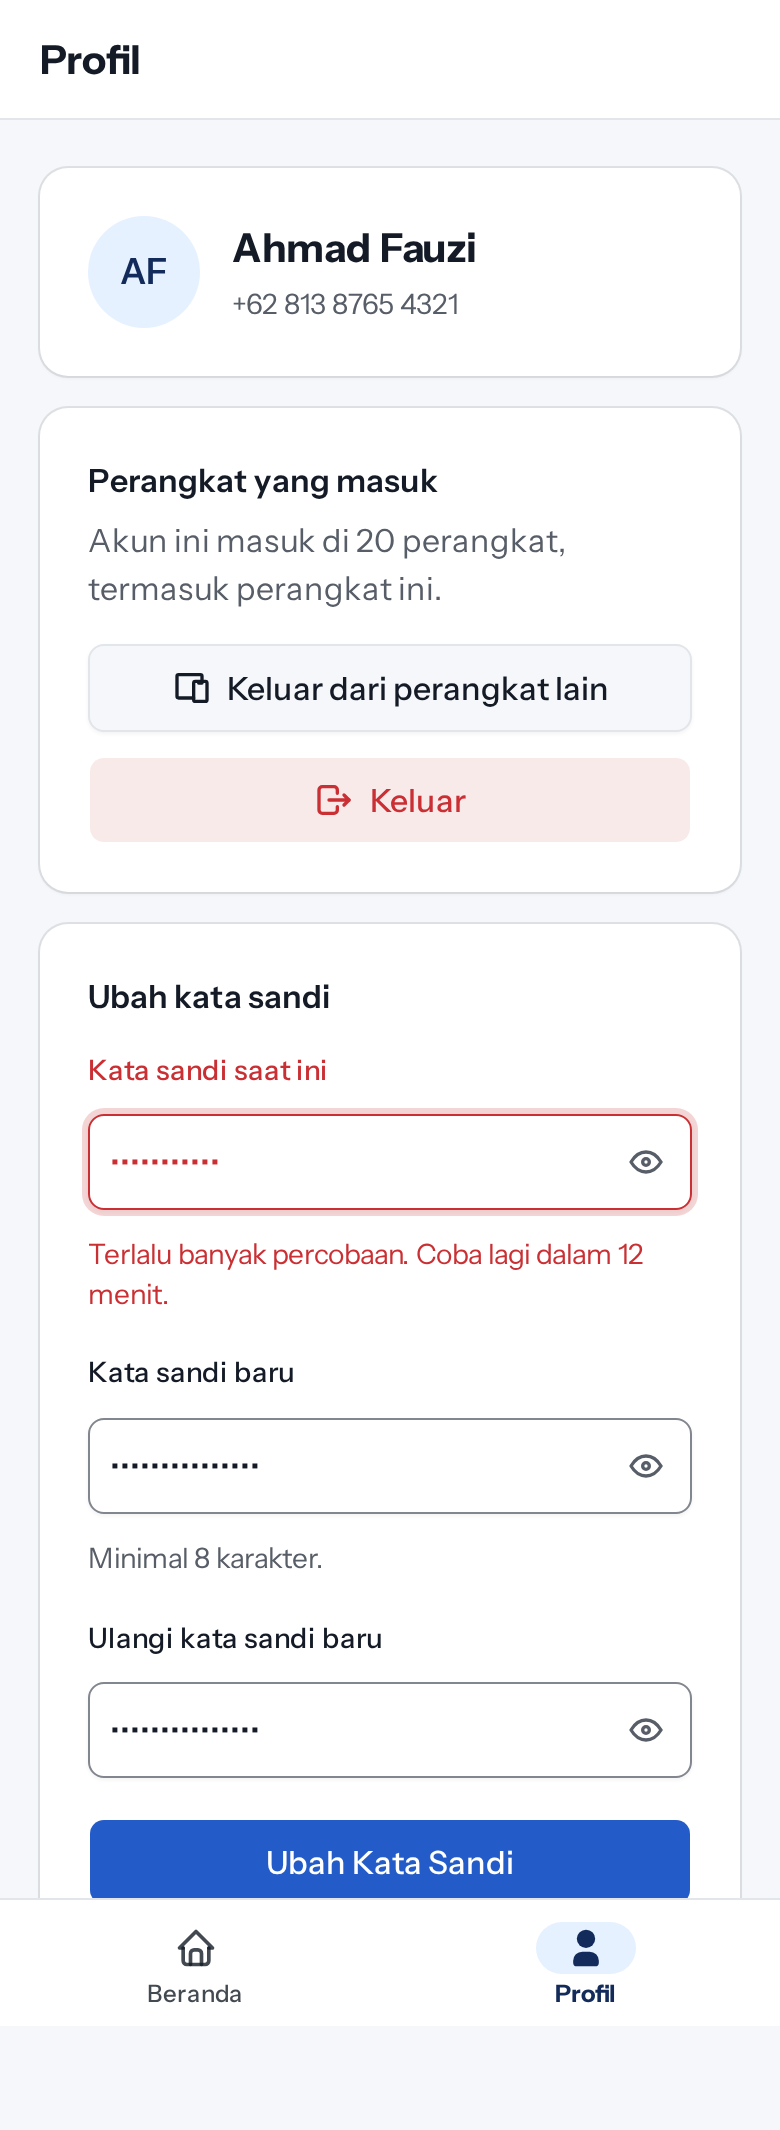 Profil
AF
Ahmad Fauzi
+62 813 8765 4321
Perangkat yang masuk
Akun ini masuk di 20 perangkat,
termasuk perangkat ini.
Keluar dari perangkat lain
Keluar
Ubah kata sandi
Kata sandi saat ini
Terlalu banyak percobaan. Coba lagi dalam 12
menit.
Kata sandi baru
Minimal 8 karakter.
Ulangi kata sandi baru
Ubah Kata Sandi
Beranda
Profil